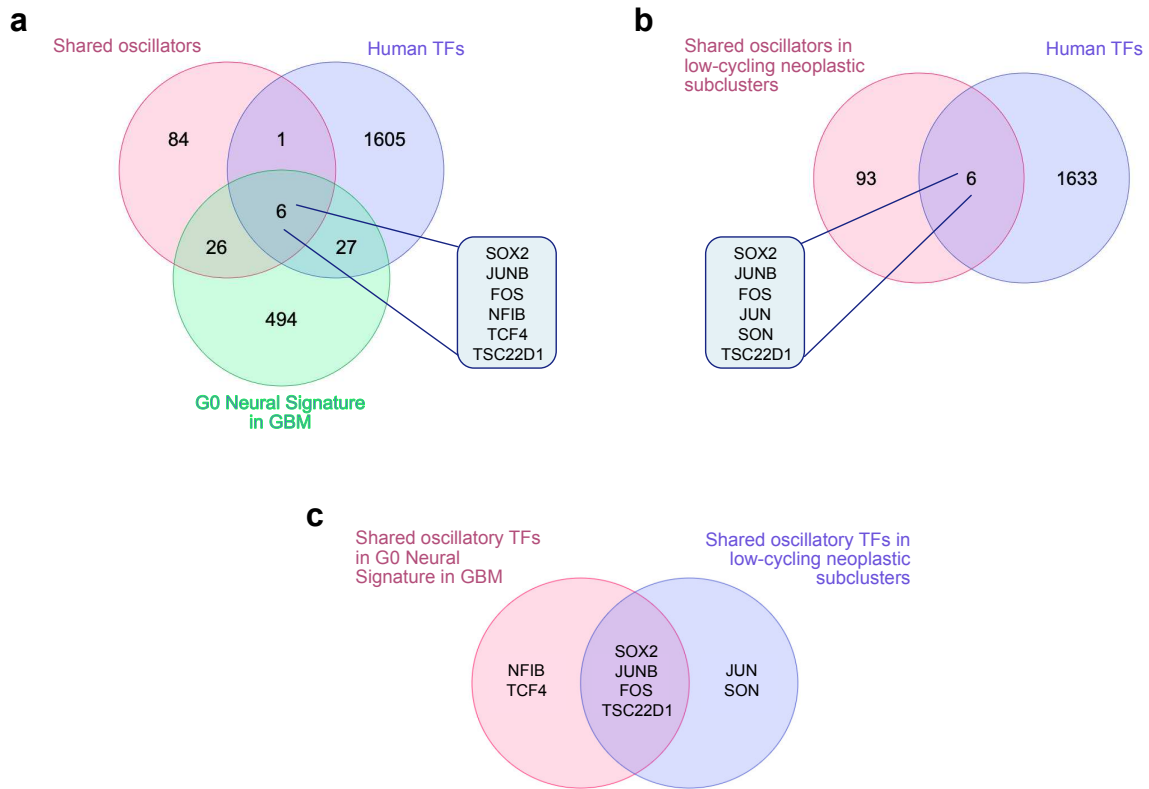 a
Shared oscillators
Human TFs
84
1
1605
6
26
27
494
SOX2
JUNB
FOS
NFIB
TCF4
TSC22D1
G0 Neural Signature
in GBM
b
Shared oscillators in
low-cycling neoplastic
subclusters
Human TFs
93
6
1633
SOX2
JUNB
FOS
JUN
SON
TSC22D1
c
Shared oscillatory TFs
in G0 Neural
Signature in GBM
Shared oscillatory TFs in
low-cycling neoplastic
subclusters
NFIB
TCF4
SOX2
JUNB
FOS
TSC22D1
JUN
SON